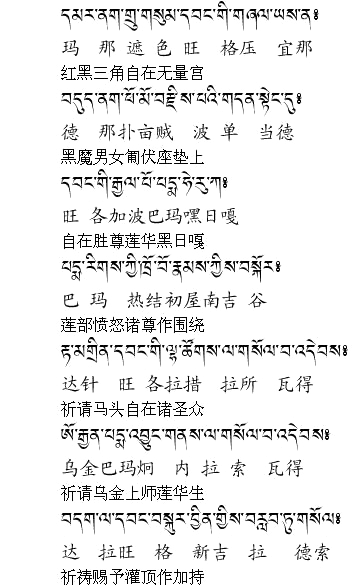 དམར་ནག་གྲུ་གསུམ་དབང་གི་གཞལ་ཡས་ན༔
玛 那 遮 色 旺 格压 宜那
红黑三角自在无量宫
བདུད་ནག་ཕོ་མོ་བརྫིས་པའི་གདན་སྟེང་དུ༔
德 那扑亩贼 波 单 当德
黑魔男女匍伏座垫上
དབང་གི་རྒྱལ་པོ་པདྨ་ཧེ་རུ་ཀ༔
旺 各加波巴玛嘿日嘎
自在胜尊莲华黑日嘎
པདྨ་རིགས་ཀྱི་ཁྲོ་བོ་རྣམས་ཀྱིས་བསྐོར༔
巴 玛 热结初屋南吉 谷
莲部愤怒诸尊作围绕
རྟ་མགྲིན་དབང་གི་ལྷ་ཚོགས་ལ་གསོལ་བ་འདེབས༔
达针 旺 各拉措 拉所 瓦得
祈请马头自在诸圣众
ཨོ་རྒྱན་པདྨ་འབྱུང་གནས་ལ་གསོལ་བ་འདེབས༔
乌金巴玛炯 内 拉 索 瓦得
祈请乌金上师莲华生
བདག་ལ་དབང་བསྐུར་བྱིན་གྱིས་བརླབ་ཏུ་གསོལ༔
达 拉旺 格 新吉 拉 德索
祈祷赐予灌顶作加持